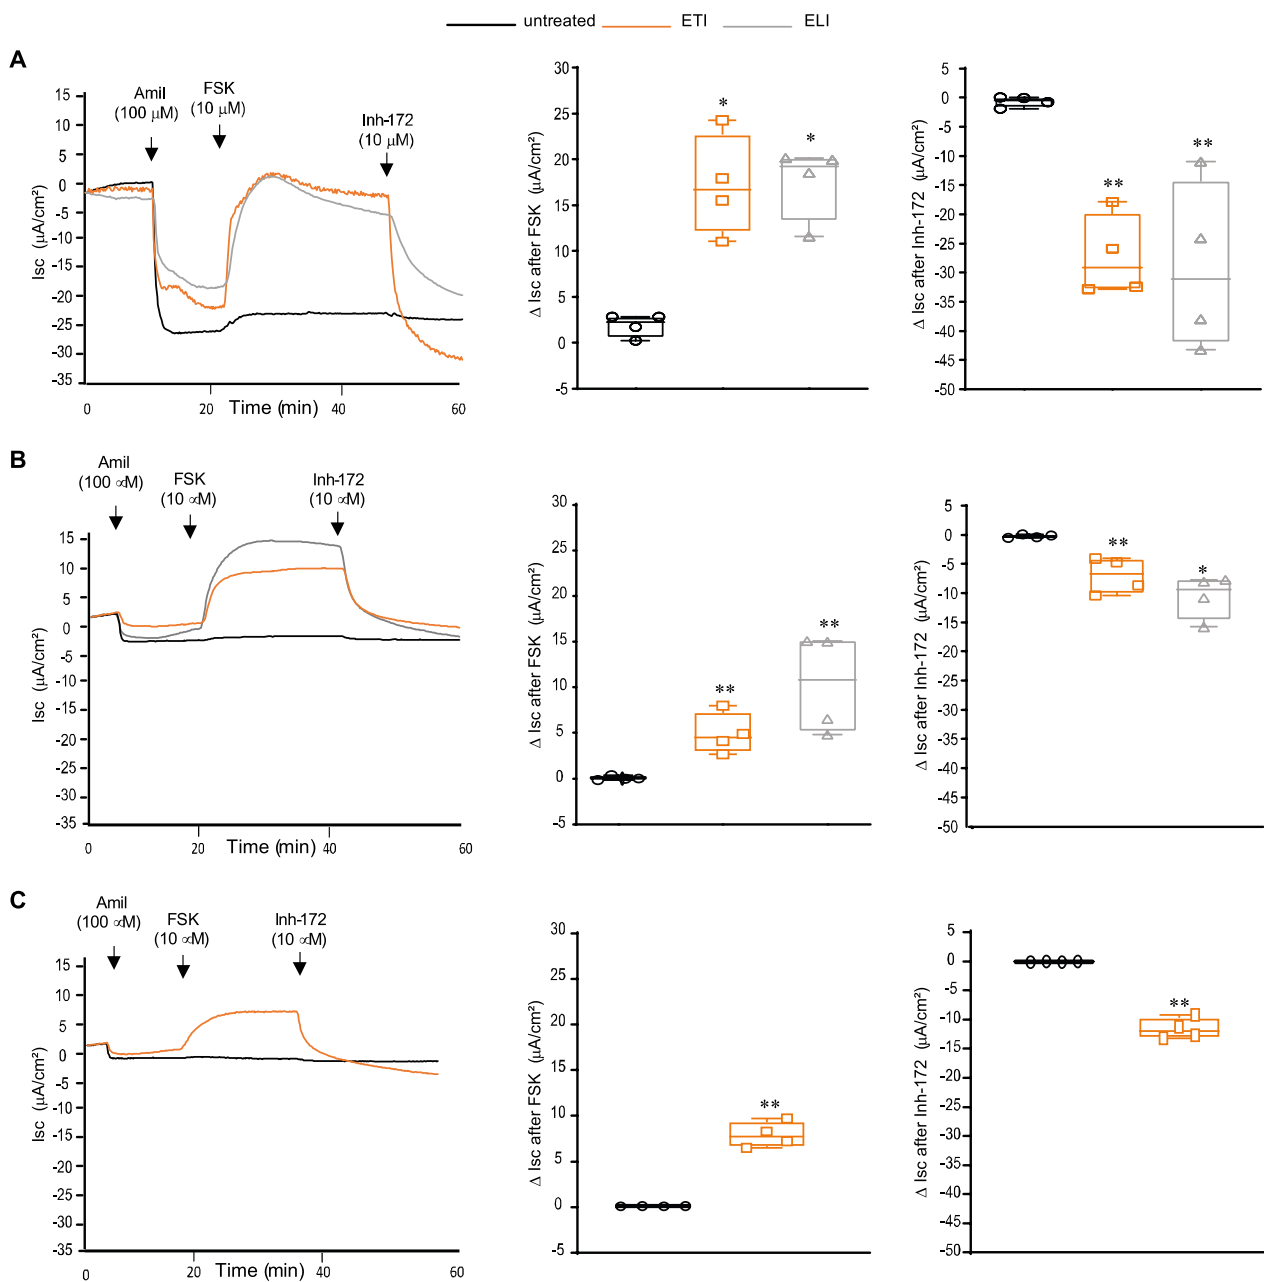 untreated ETI ELI
A
Amil
(100 µM)
FSK
(10 µM)
Inh-172
(10 µM)
Isc (µA/cm²)
15
10
5
0
-5
-10
-15
-20
-25
-30
-35
0 20 40 60
Time (min)
Δ Isc after FSK (µA/cm²)
30
25
20
15
10
5
0
-5
*
*
Δ Isc after Inh-172 (µA/cm²)
5
0
-5
-10
-15
-20
-25
-30
-35
-40
-45
-50
**
**
B
Amil
(100 ∝M)
FSK
(10 ∝M)
Inh-172
(10 ∝M)
Isc (µA/cm²)
15
10
5
0
-5
-10
-15
-20
-25
-30
-35
0 20 40 60
Time (min)
Δ Isc after FSK (µA/cm²)
30
25
20
15
10
5
0
-5
**
**
Δ Isc after Inh-172 (µA/cm²)
5
0
-5
-10
-15
-20
-25
-30
-35
-40
-45
-50
**
*
C
Amil
(100 ∝M)
FSK
(10 ∝M)
Inh-172
(10 ∝M)
Isc (µA/cm²)
15
10
5
0
-5
-10
-15
-20
-25
-30
-35
0 20 40 60
Time (min)
Δ Isc after FSK (µA/cm²)
30
25
20
15
10
5
0
-5
**
Δ Isc after Inh-172 (µA/cm²)
5
0
-5
-10
-15
-20
-25
-30
-35
-40
-45
-50
**